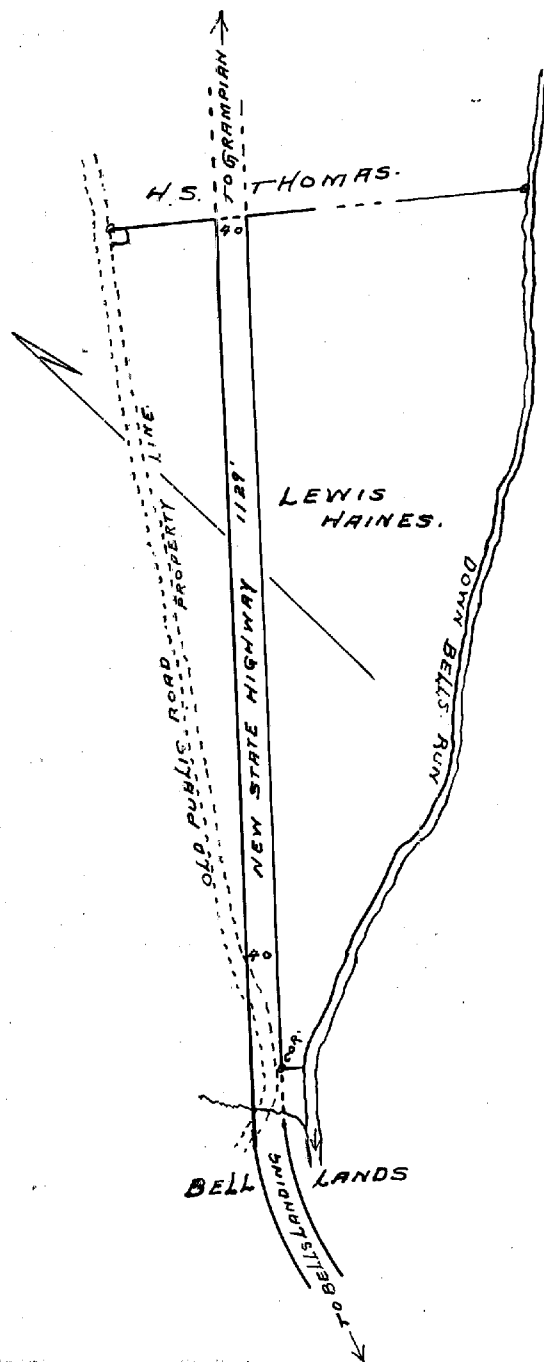 TO GRAMPIAN
H.S. THOMAS.
40
PROPERTY LINE.
OLD PUBLIC ROAD
NEW STATE HIGHWAY 1129'
LEWIS
HAINES.
DOWN BELLS RUN
40
BELL LANDS
TO BELLS LANDING